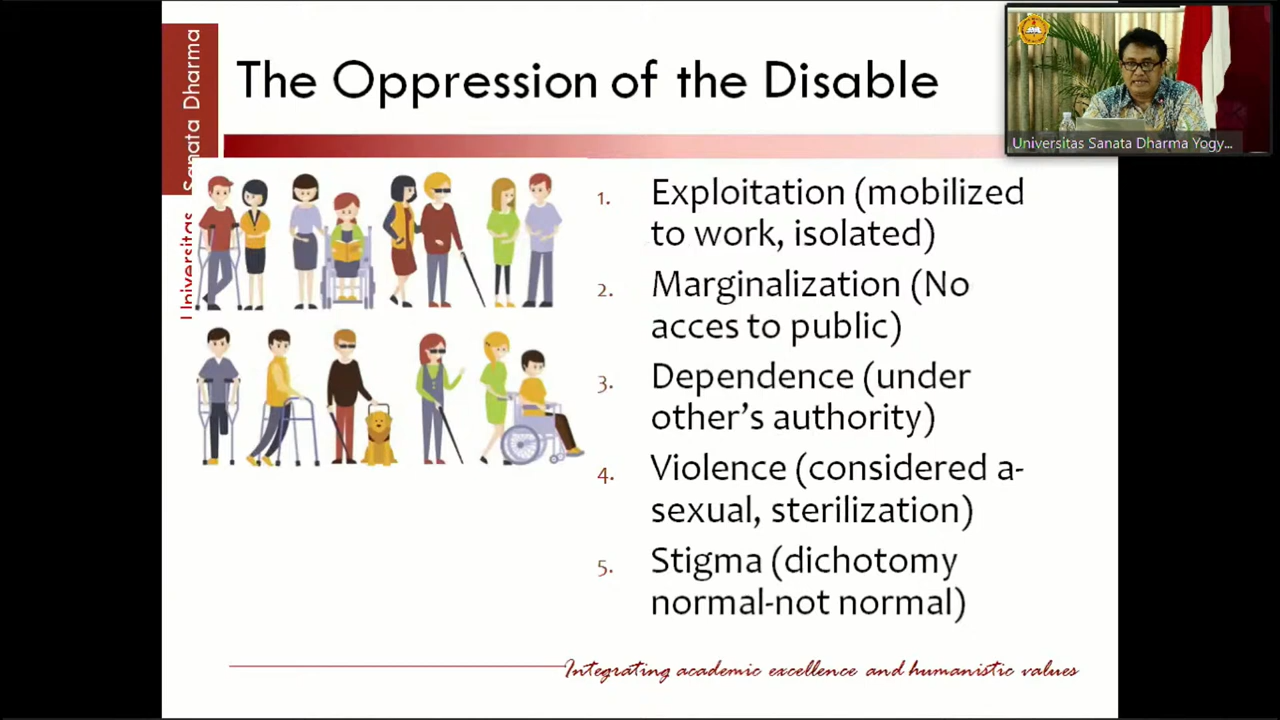 Universitas Sanata Dharma
The Oppression of the Disable
Universitas Sanata Dharma Yogy...
1. Exploitation (mobilized
to work, isolated)
2. Marginalization (No
acces to public)
3. Dependence (under
other's authority)
4. Violence (considered a-
sexual, sterilization)
5. Stigma (dichotomy
normal-not normal)
Integrating academic excellence and humanistic values